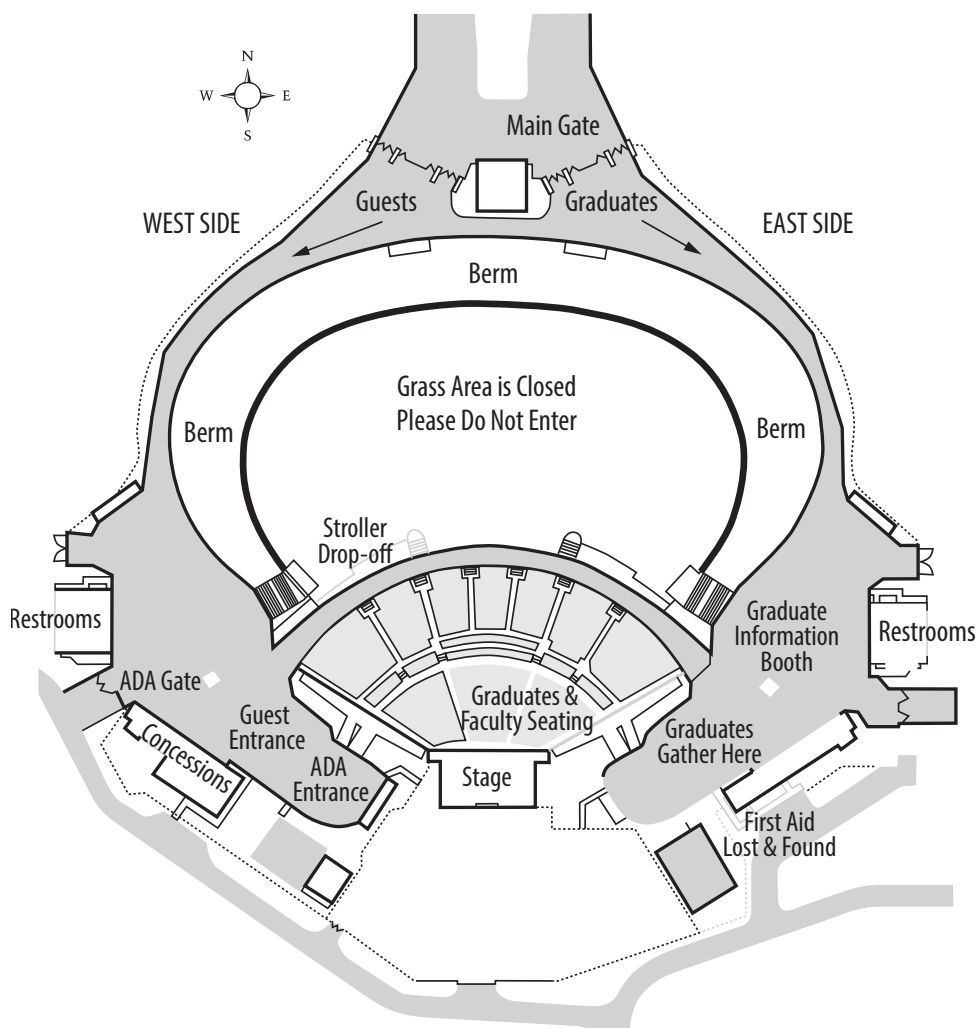 N
W E
S
Main Gate
Guests
Graduates
WEST SIDE
EAST SIDE
Berm
Grass Area is Closed
Please Do Not Enter
Berm
Berm
Stroller
Drop-off
Restrooms
Graduate
Information
Booth
Restrooms
ADA Gate
Graduates &
Faculty Seating
Guest
Entrance
Graduates
Gather Here
Concessions
ADA
Entrance
Stage
First Aid
Lost & Found